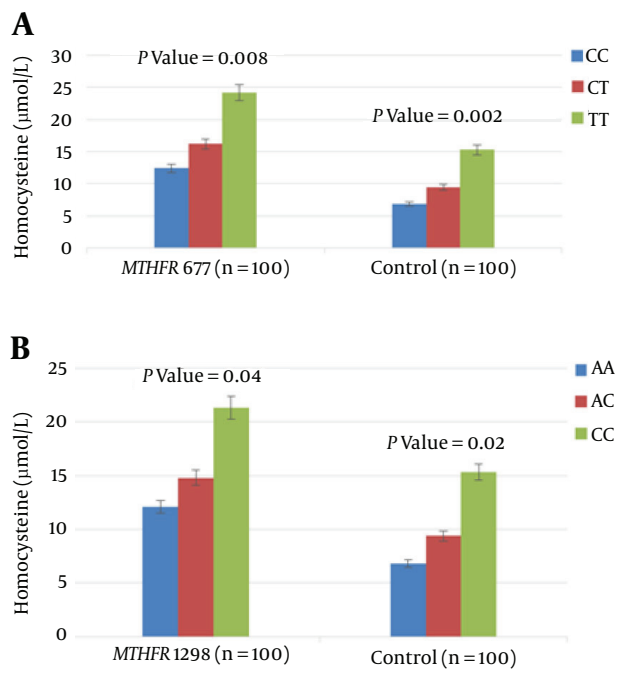 A
P Value = 0.008
P Value = 0.002
CC
CT
TT
Homocysteine (μmol/L)
30
25
20
15
10
5
0
MTHFR 677 (n = 100)
Control (n = 100)
B
P Value = 0.04
P Value = 0.02
AA
AC
CC
Homocysteine (μmol/L)
25
20
15
10
5
0
MTHFR 1298 (n = 100)
Control (n = 100)